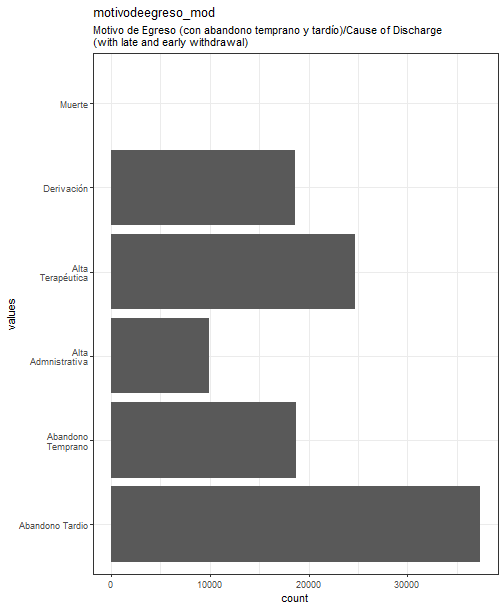 motivodeegreso_mod
Motivo de Egreso (con abandono temprano y tardío)/Cause of Discharge
(with late and early withdrawal)
Muerte
Derivación
Alta
Terapéutica
Alta
Admnistrativa
Abandono
Temprano
Abandono Tardio
values
0
10000
20000
30000
count